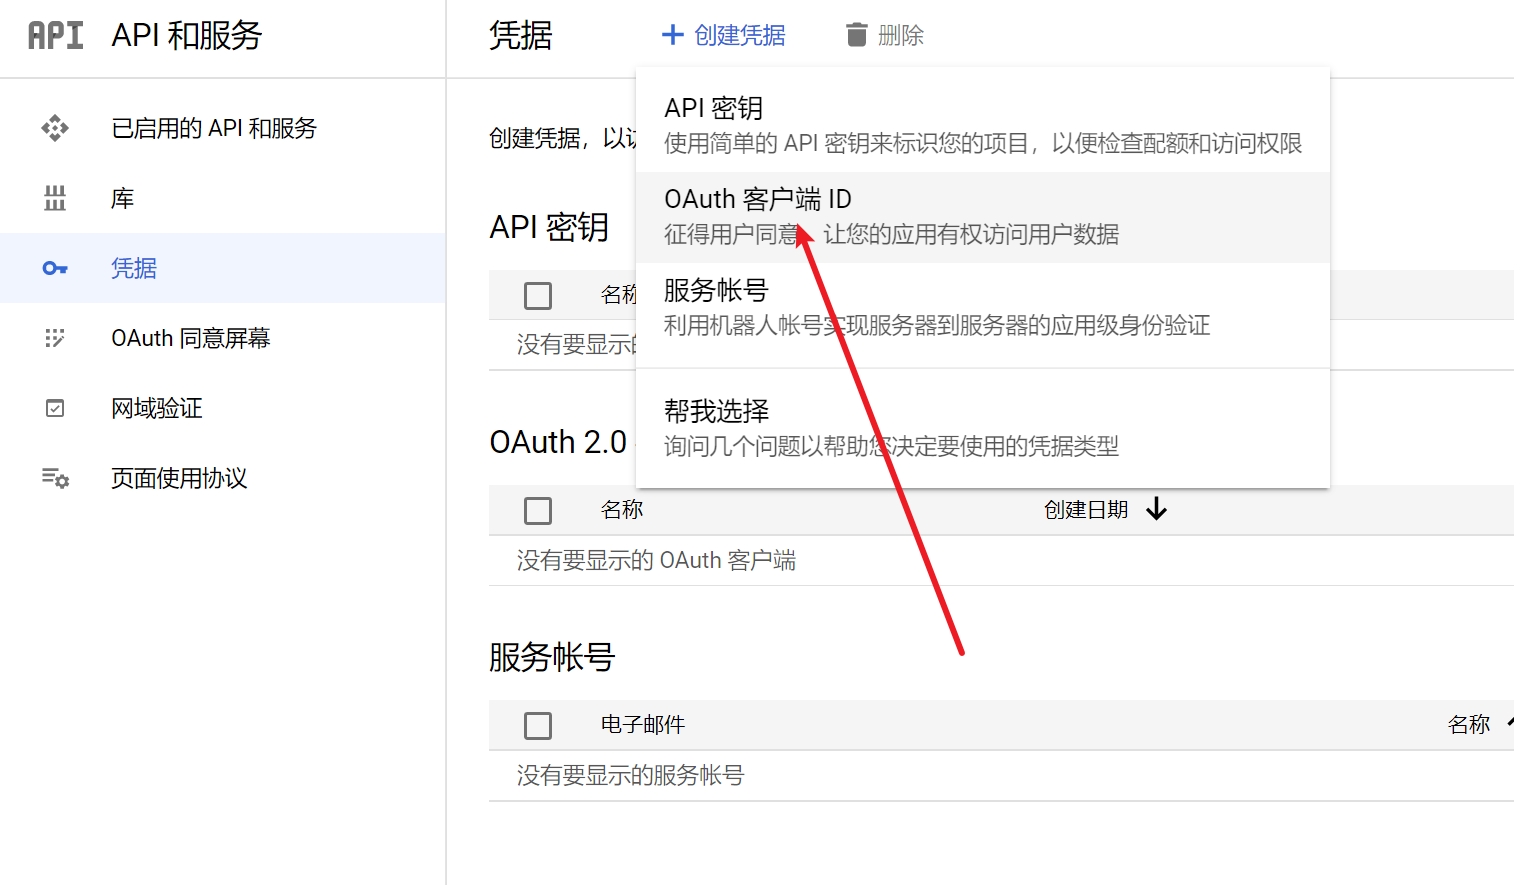 API API 和服务
凭据
创建凭据
删除
已启用的 API 和服务
库
凭据
OAuth 同意屏幕
网域验证
页面使用协议
创建凭据，以
API 密钥
使用简单的 API 密钥来标识您的项目，以便检查配额和访问权限
OAuth 客户端 ID
征得用户同意，让您的应用有权访问用户数据
服务帐号
利用机器人帐号实现服务器到服务器的应用级身份验证
帮我选择
询问几个问题以帮助您决定要使用的凭据类型
API 密钥
名称
没有要显示的
OAuth 2.0
名称
创建日期
没有要显示的 OAuth 客户端
服务帐号
电子邮件
名称
没有要显示的服务帐号